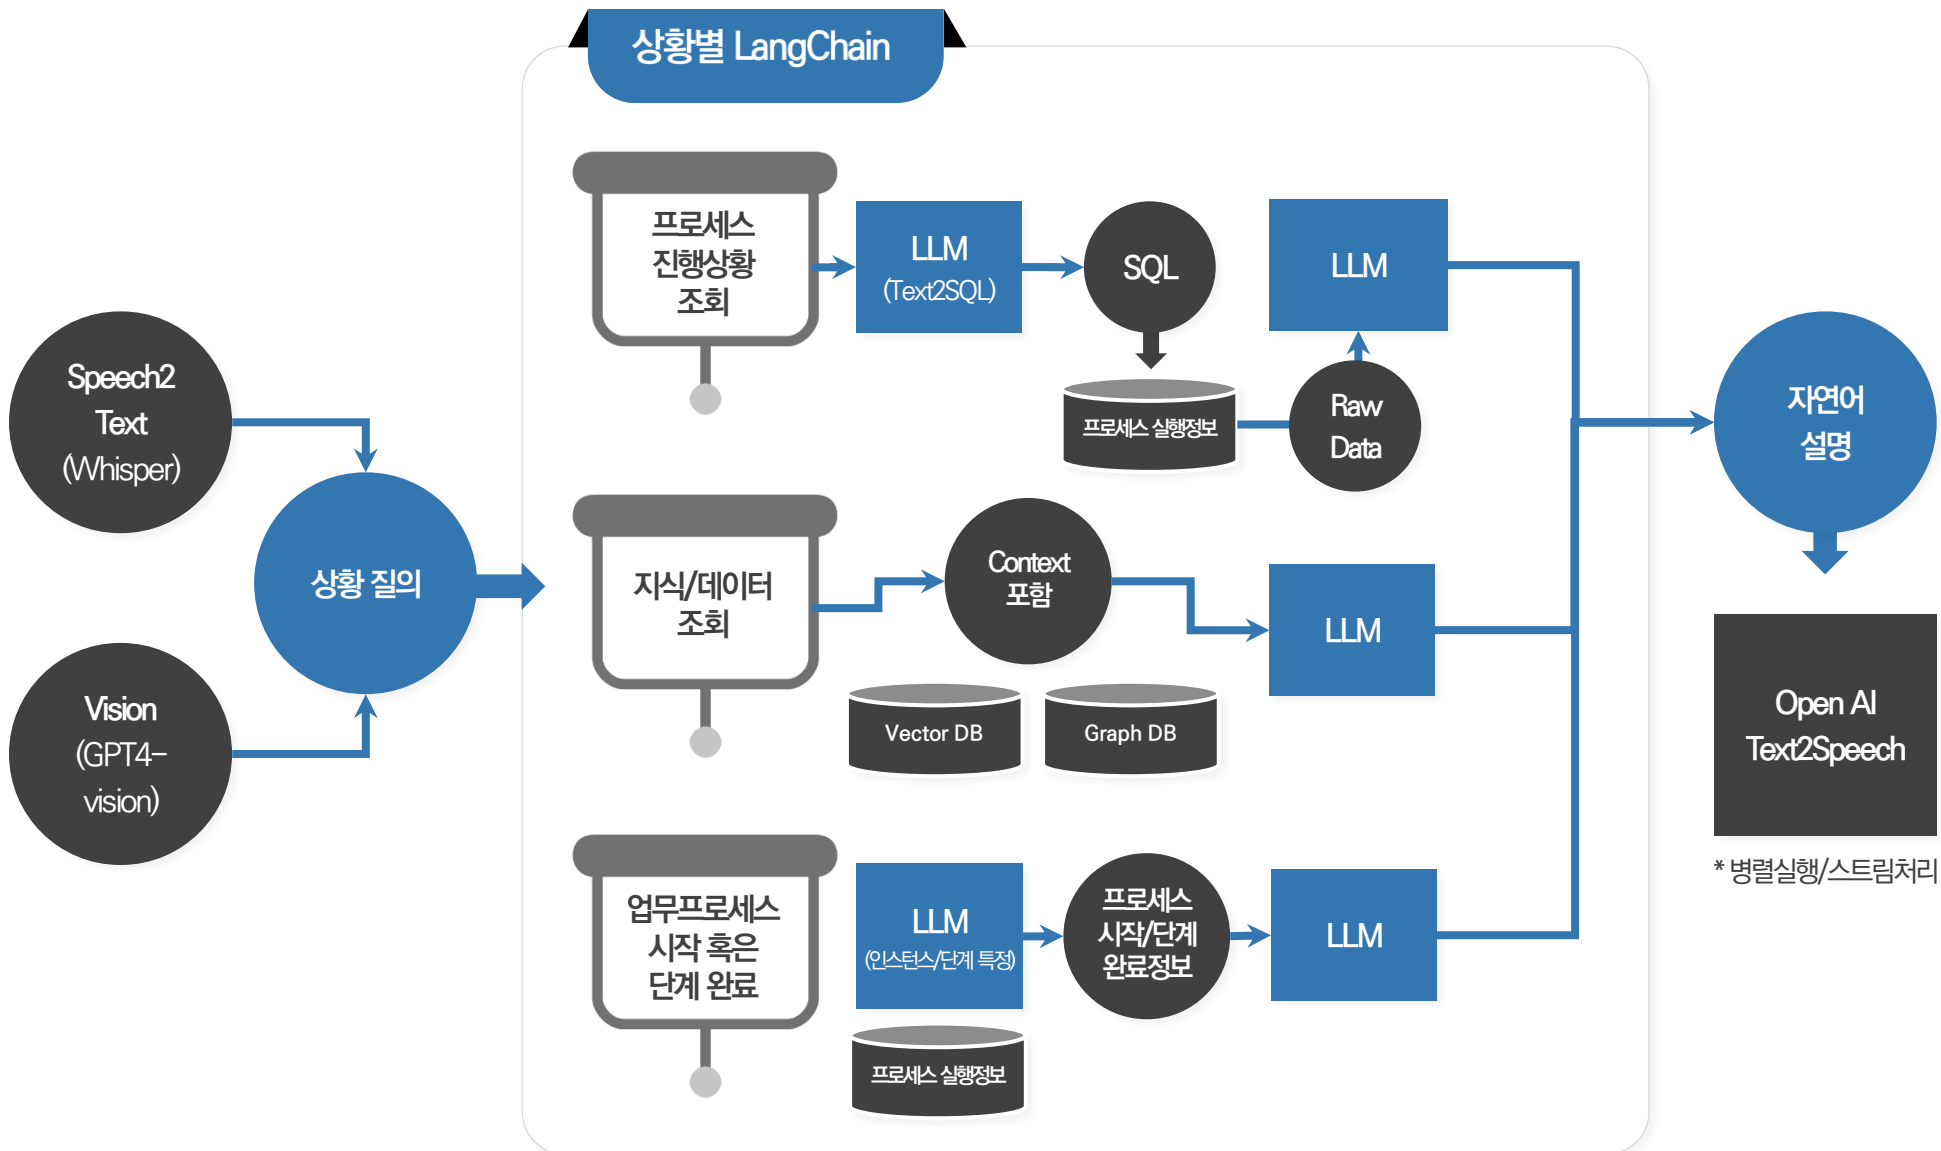 상황별 LangChain
Speech2
Text
(Whisper)
Vision
(GPT4-
vision)
상황 질의
프로세스
진행상황
조회
LLM
(Text2SQL)
SQL
프로세스 실행정보
Raw
Data
LLM
지식/데이터
조회
Context
포함
Vector DB
Graph DB
LLM
업무프로세스
시작 혹은
단계 완료
LLM
(인스턴스/단계 특정)
프로세스 실행정보
프로세스
시작/단계
완료정보
LLM
자연어
설명
Open AI
Text2Speech
* 병렬실행/스트림처리